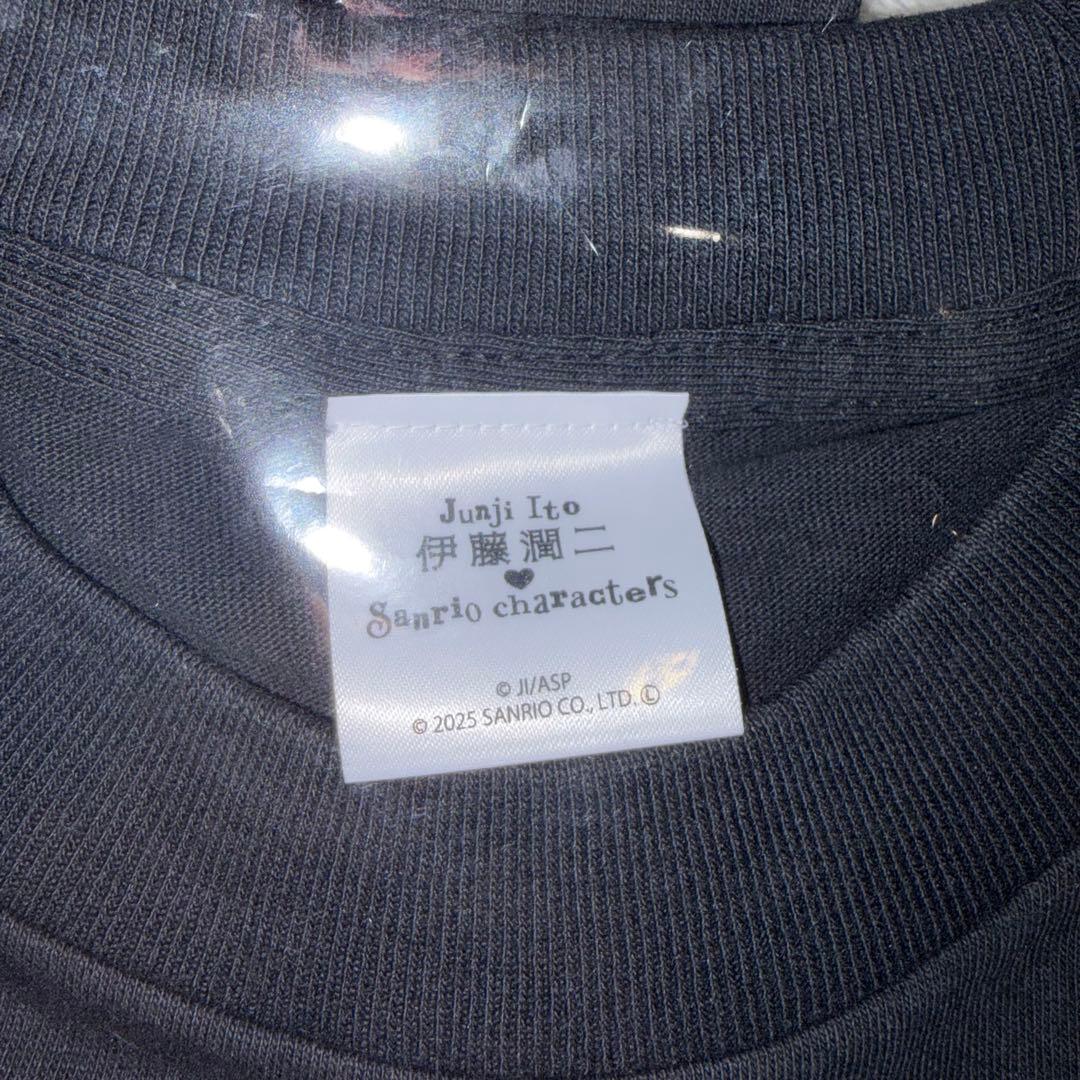 Junji Ito
伊藤潤二
♥
Sanrio characters
© JI/ASP
© 2025 SANRIO CO., LTD. Ⓛ